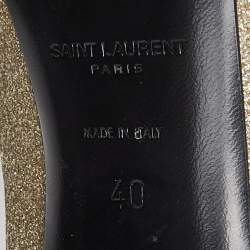 SAINT LAURENT
PARIS
MADE IN ITALY
40